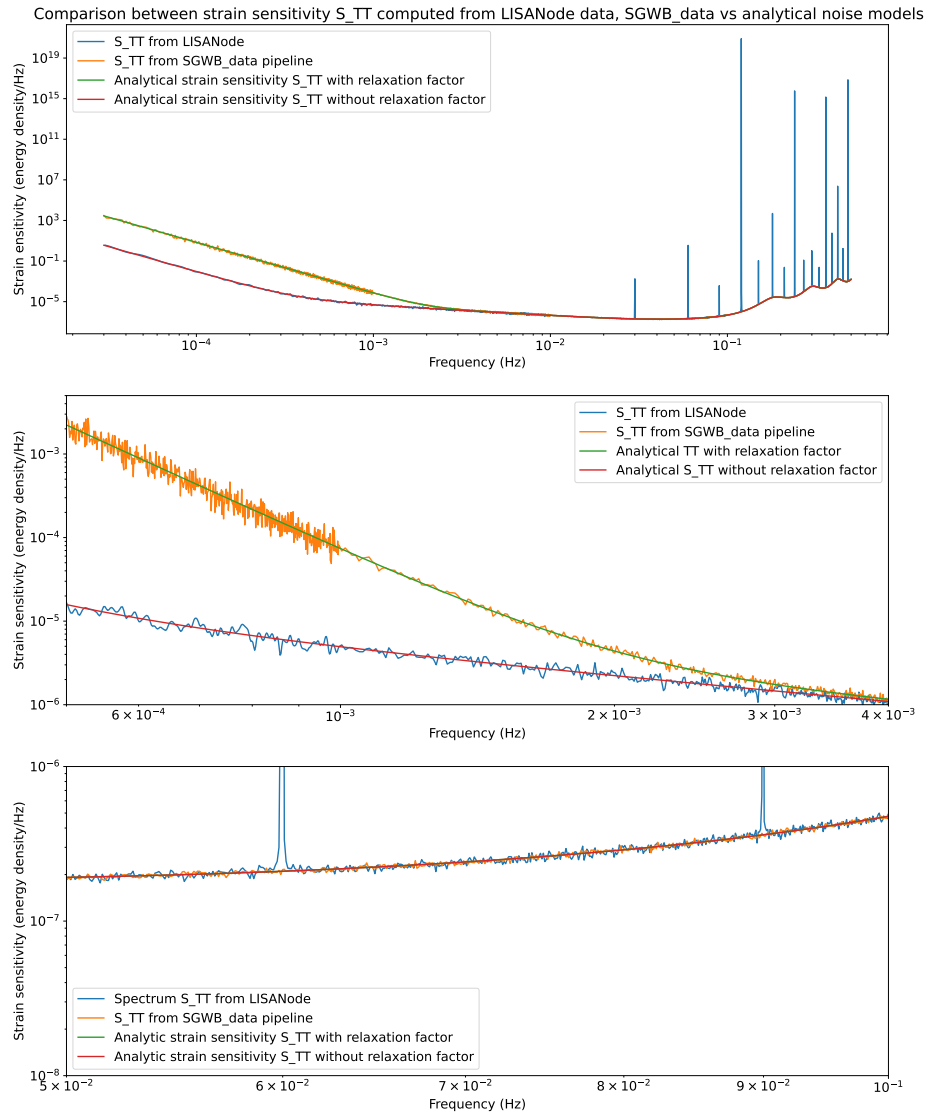 Comparison between strain sensitivity S_TT computed from LISANode data, SGWB_data vs analytical noise models
S_TT from LISANode
S_TT from SGWB_data pipeline
Analytical strain sensitivity S_TT with relaxation factor
Analytical strain sensitivity S_TT without relaxation factor
Strain ensitivity (energy density/Hz)
10^19
10^15
10^11
10^7
10^3
10^−1
10^−5
10^−4
10^−3
10^−2
10^−1
Frequency (Hz)
S_TT from LISANode
S_TT from SGWB_data pipeline
Analytical TT with relaxation factor
Analytical S_TT without relaxation factor
Strain sensitivity (energy density/Hz)
10^−3
10^−4
10^−5
10^−6
6 × 10^−4
10^−3
2 × 10^−3
3 × 10^−3
4 × 10^−3
Frequency (Hz)
Strain sensitivity (energy density/Hz)
10^−6
10^−7
10^−8
Spectrum S_TT from LISANode
S_TT from SGWB_data pipeline
Analytic strain sensitivity S_TT with relaxation factor
Analytic strain sensitivity S_TT without relaxation factor
5 × 10^−2
6 × 10^−2
7 × 10^−2
8 × 10^−2
9 × 10^−2
10^−1
Frequency (Hz)